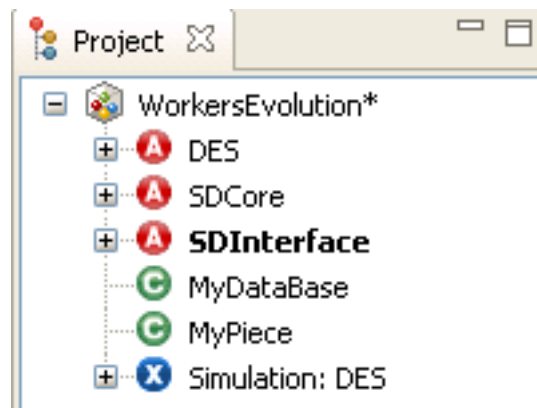 Project
WorkersEvolution*
A DES
A SDCore
A SDInterface
C MyDataBase
C MyPiece
X Simulation: DES